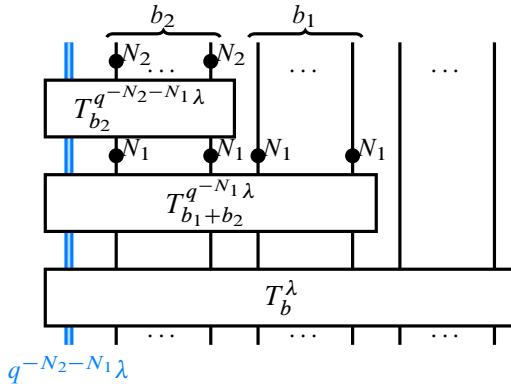 b₂ b₁
N₂ N₂
... ... ...
T_{b₂}^{q^{-N₂-N₁}λ}
N₁ N₁ N₁ N₁
T_{b₁+b₂}^{q^{-N₁}λ}
T_b^λ
... ... ...
q^{-N₂-N₁}λ